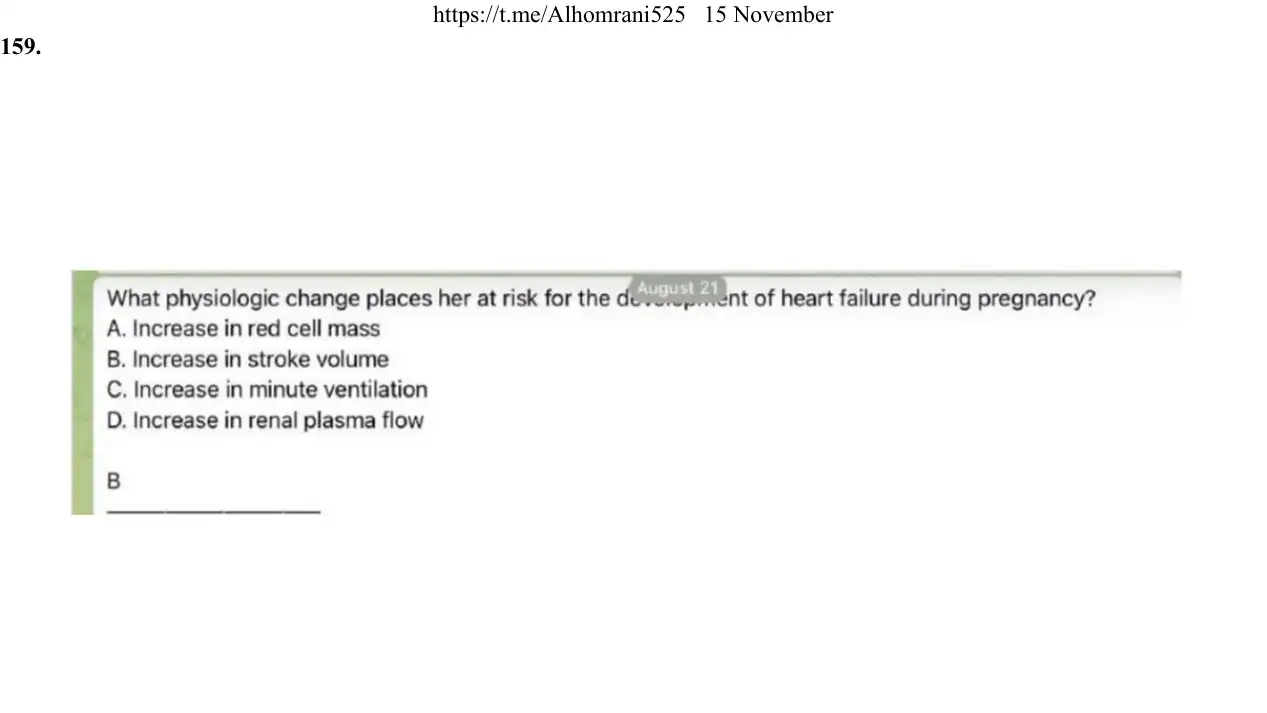 https://t.me/Alhomrani525 15 November
159.
August 21
What physiologic change places her at risk for the ent of heart failure during pregnancy?
A. Increase in red cell mass
B. Increase in stroke volume
C. Increase in minute ventilation
D. Increase in renal plasma flow
B